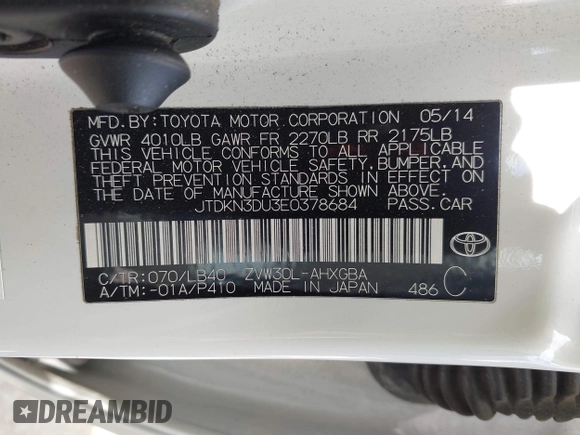 MFD.BY:TOYOTA MOTOR CORPORATION 05/14
GVWR 4010LB GAWR FR 2270LB RR 2175LB
THIS VEHICLE CONFORMS TO ALL APPLICABLE
FEDERAL MOTOR VEHICLE SAFETY,BUMPER,AND
THEFT PREVENTION STANDARDS IN EFFECT ON
THE DATE OF MANUFACTURE SHOWN ABOVE.
JTDKN3DU3E0378684 PASS.CAR
TOYOTA
C/TR:070/LB40 ZVW30L-AHXGBA
A/TM:-01A/P410 MADE IN JAPAN 486 C
DREAMBID